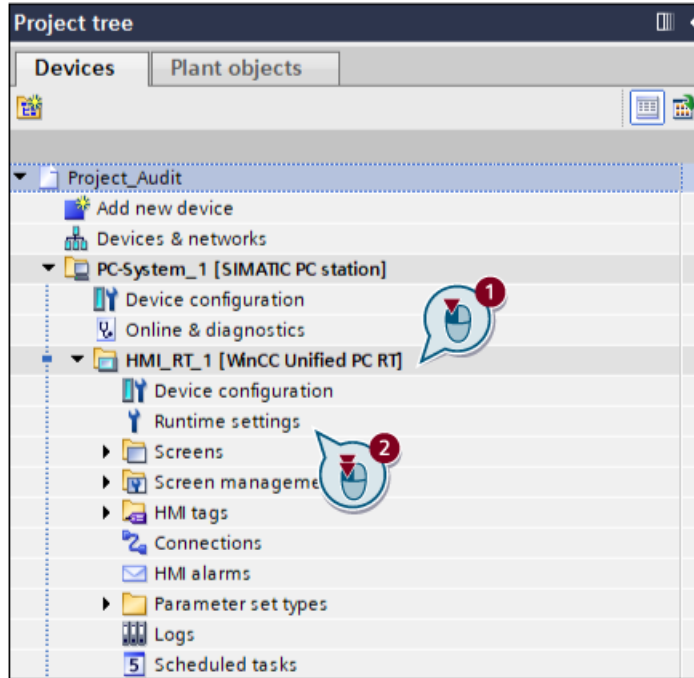 Project tree
Devices
Plant objects
Project_Audit
Add new device
Devices & networks
PC-System_1 [SIMATIC PC station]
Device configuration
1
Online & diagnostics
HMI_RT_1 [WinCC Unified PC RT]
Device configuration
Runtime settings
2
Screens
Screen manageme
HMI tags
Connections
HMI alarms
Parameter set types
Logs
5 Scheduled tasks